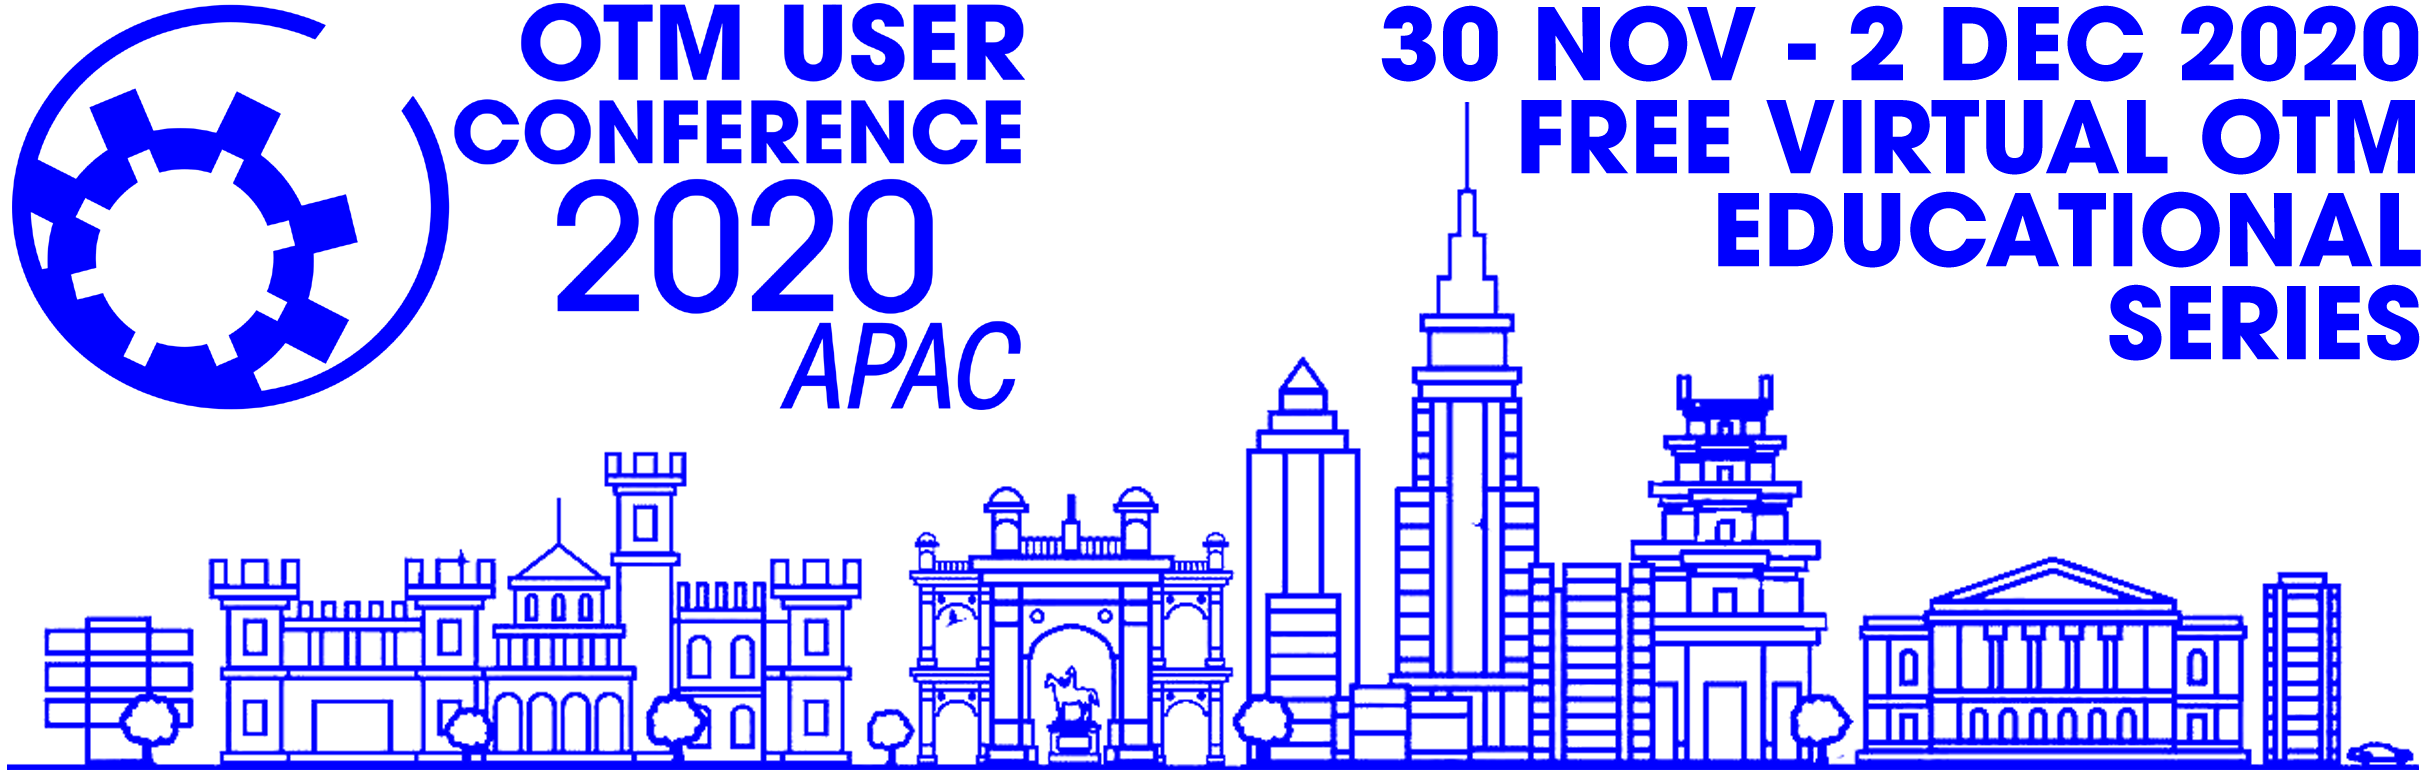 OTM USER
CONFERENCE
2020
APAC
30 NOV - 2 DEC 2020
FREE VIRTUAL OTM
EDUCATIONAL
SERIES